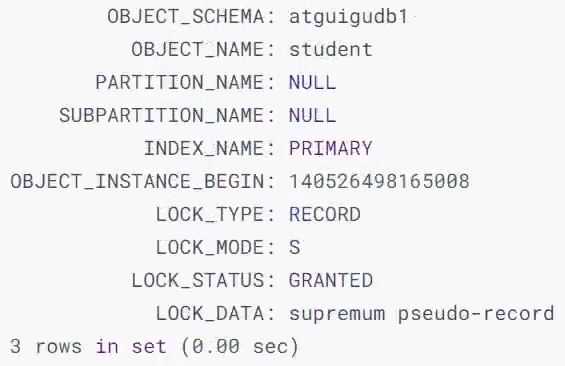 OBJECT_SCHEMA: atguigudb1
OBJECT_NAME: student
PARTITION_NAME: NULL
SUBPARTITION_NAME: NULL
INDEX_NAME: PRIMARY
OBJECT_INSTANCE_BEGIN: 140526498165008
LOCK_TYPE: RECORD
LOCK_MODE: S
LOCK_STATUS: GRANTED
LOCK_DATA: supremum pseudo-record
3 rows in set (0.00 sec)